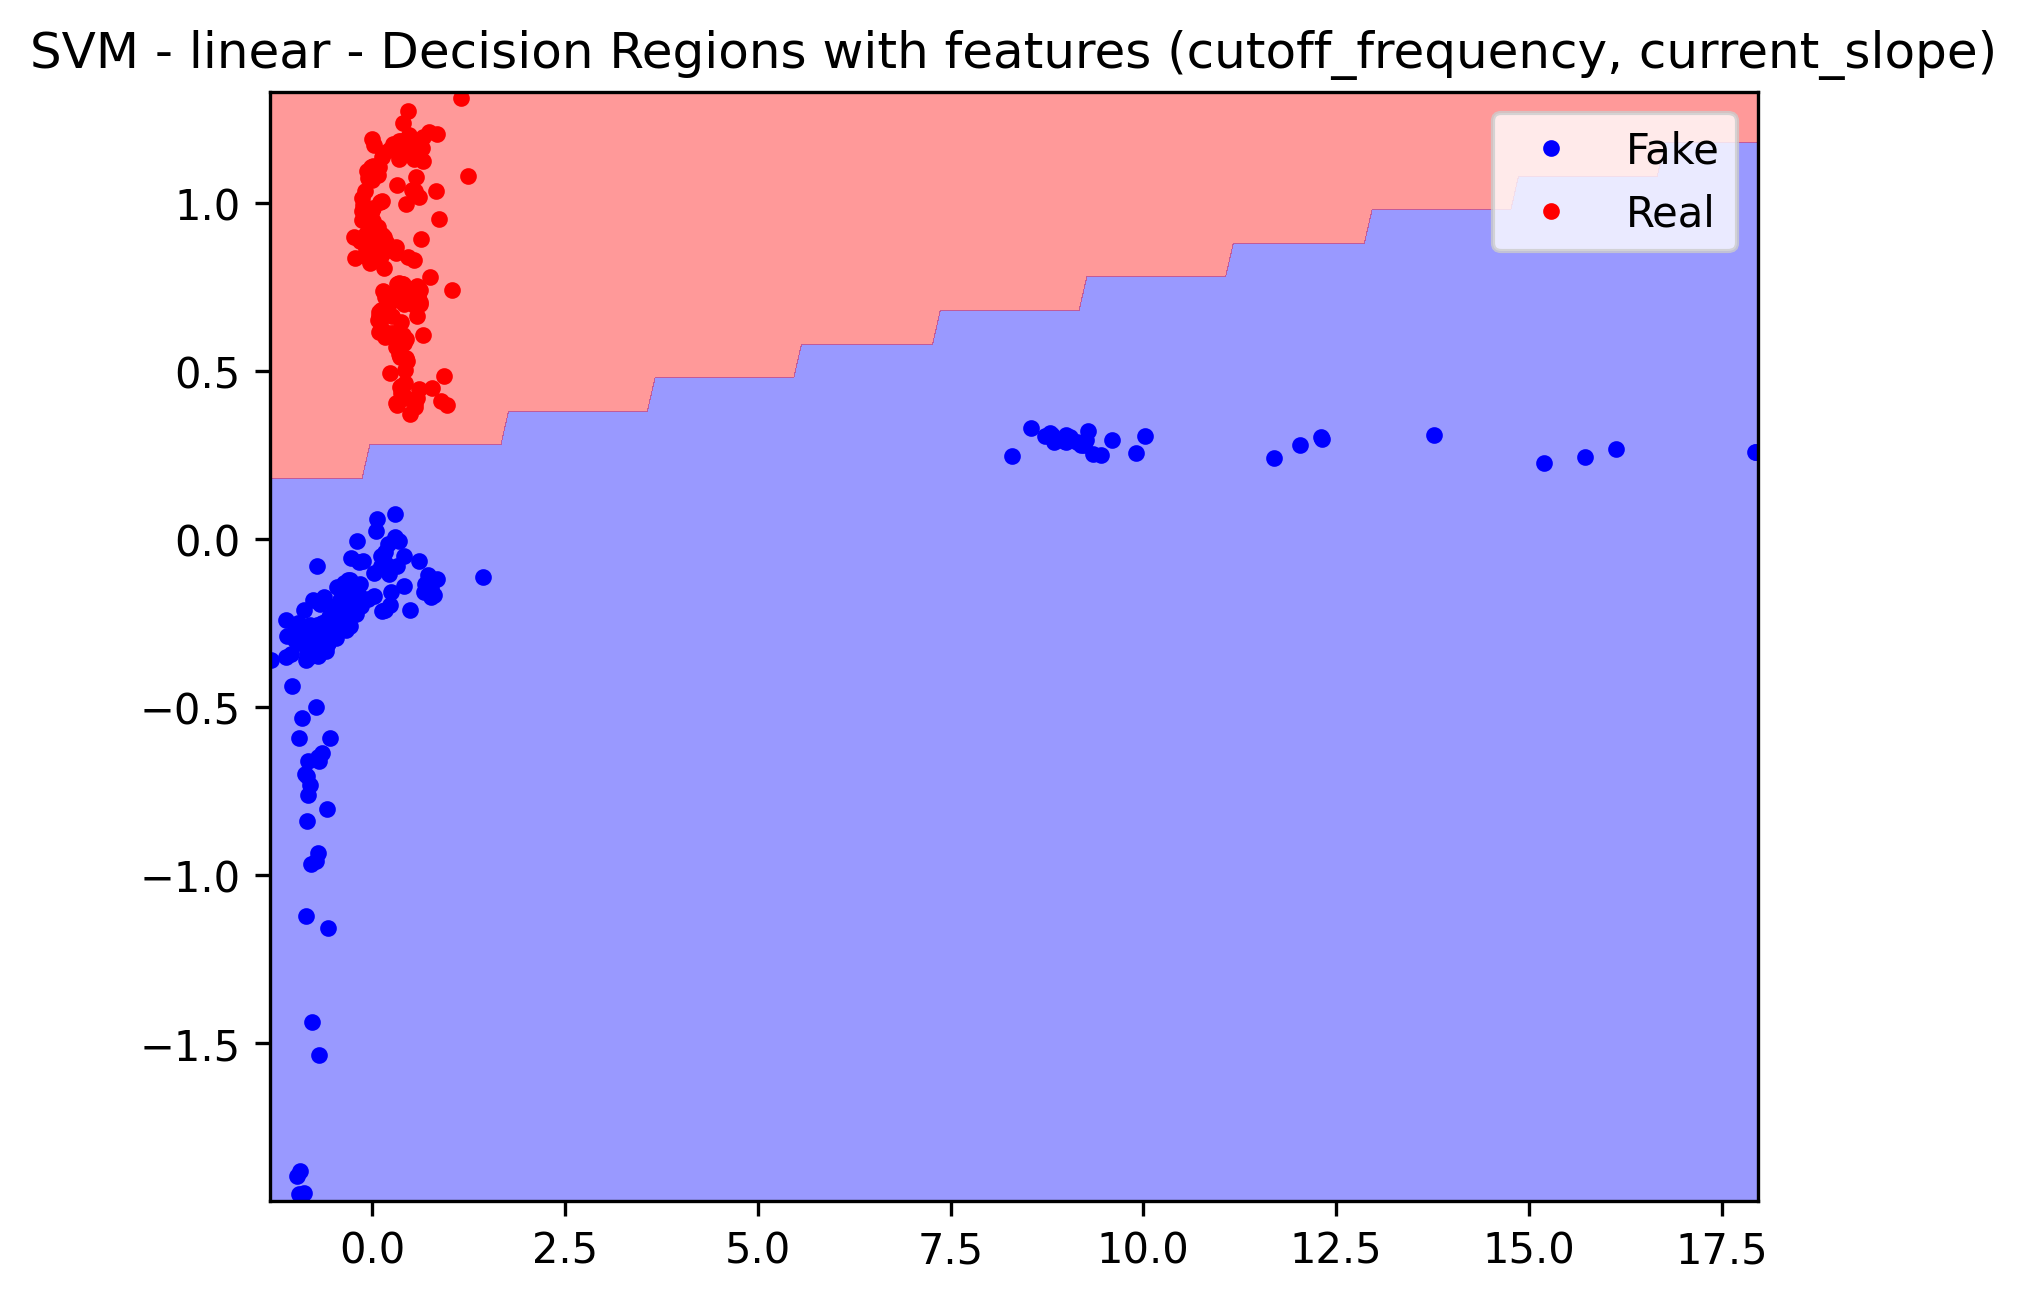 SVM - linear - Decision Regions with features (cutoff_frequency, current_slope)
Fake
Real
1.0
0.5
0.0
−0.5
−1.0
−1.5
0.0 2.5 5.0 7.5 10.0 12.5 15.0 17.5